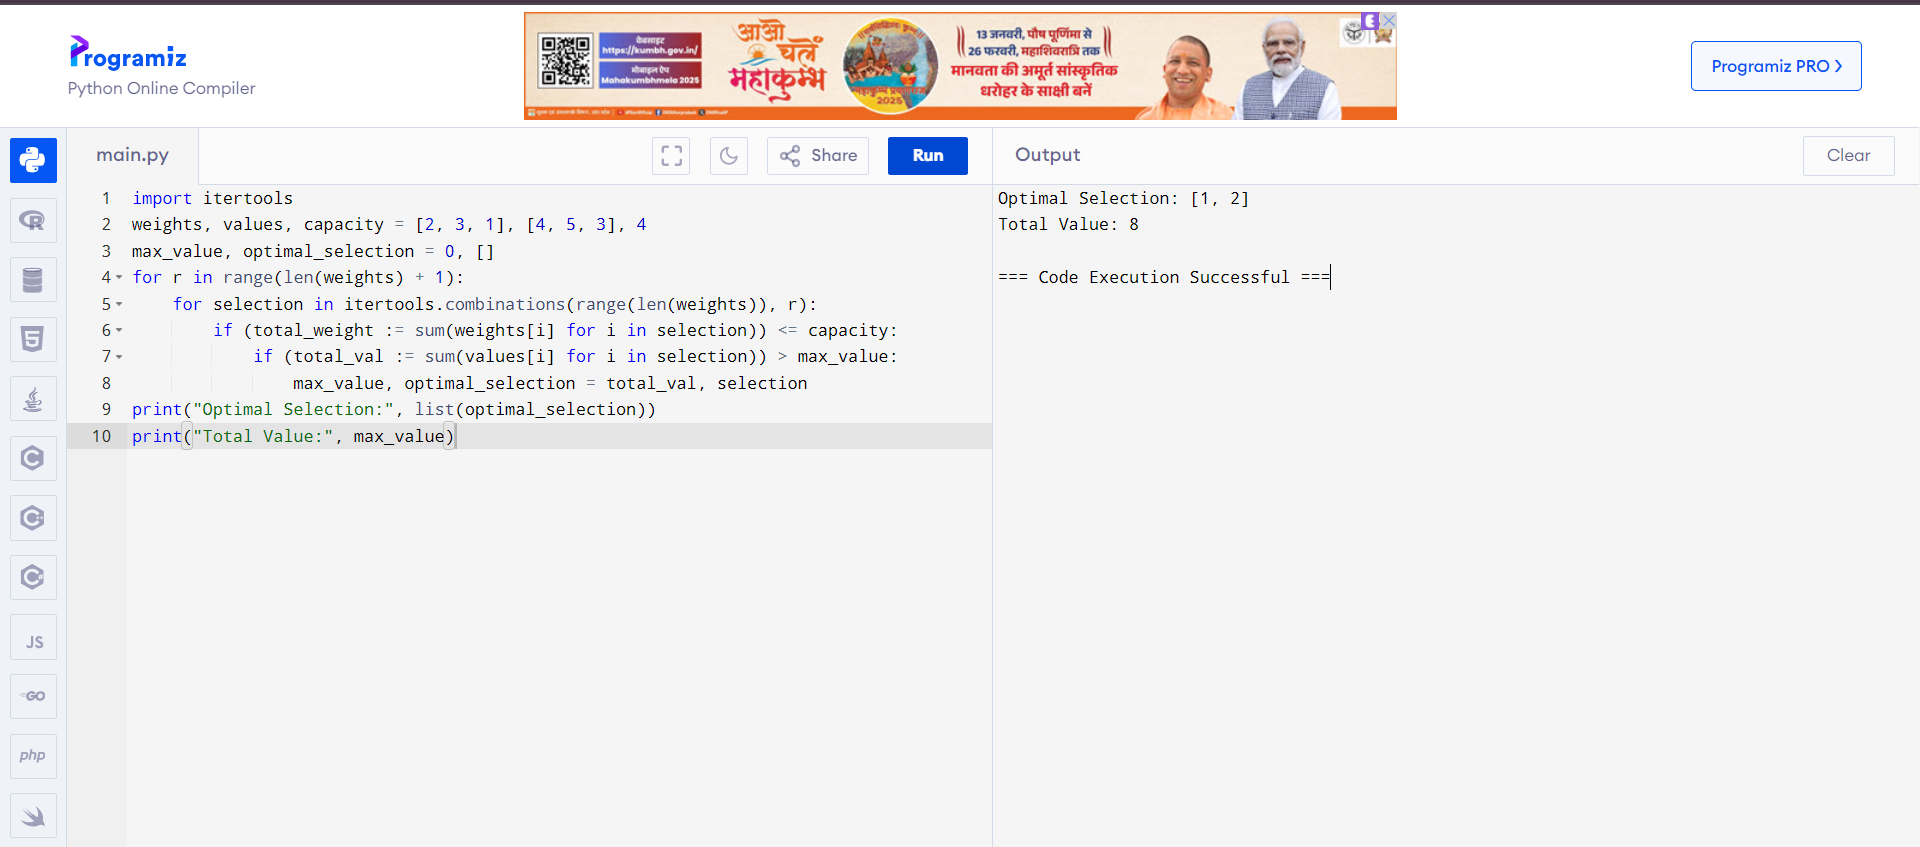 Programiz
Python Online Compiler
वेबसाइट
https://kumbh.gov.in/
मोबाइल ऐप
Mahakumbhmela 2025
आओ
चलें
महाकुम्भ
2025
13 जनवरी, पौष पूर्णिमा से
26 फरवरी, महाशिवरात्रि तक
मानवता की अमूर्त सांस्कृतिक
धरोहर के साक्षी बनें
Programiz PRO
main.py
Share
Run
Output
Clear
1 import itertools
2 weights, values, capacity = [2, 3, 1], [4, 5, 3], 4
3 max_value, optimal_selection = 0, []
4 for r in range(len(weights) + 1):
5 for selection in itertools.combinations(range(len(weights)), r):
6 if (total_weight := sum(weights[i] for i in selection)) <= capacity:
7 if (total_val := sum(values[i] for i in selection)) > max_value:
8 max_value, optimal_selection = total_val, selection
9 print("Optimal Selection:", list(optimal_selection))
10 print("Total Value:", max_value)
Optimal Selection: [1, 2]
Total Value: 8
=== Code Execution Successful ===
R
5
C
C
C
JS
GO
php